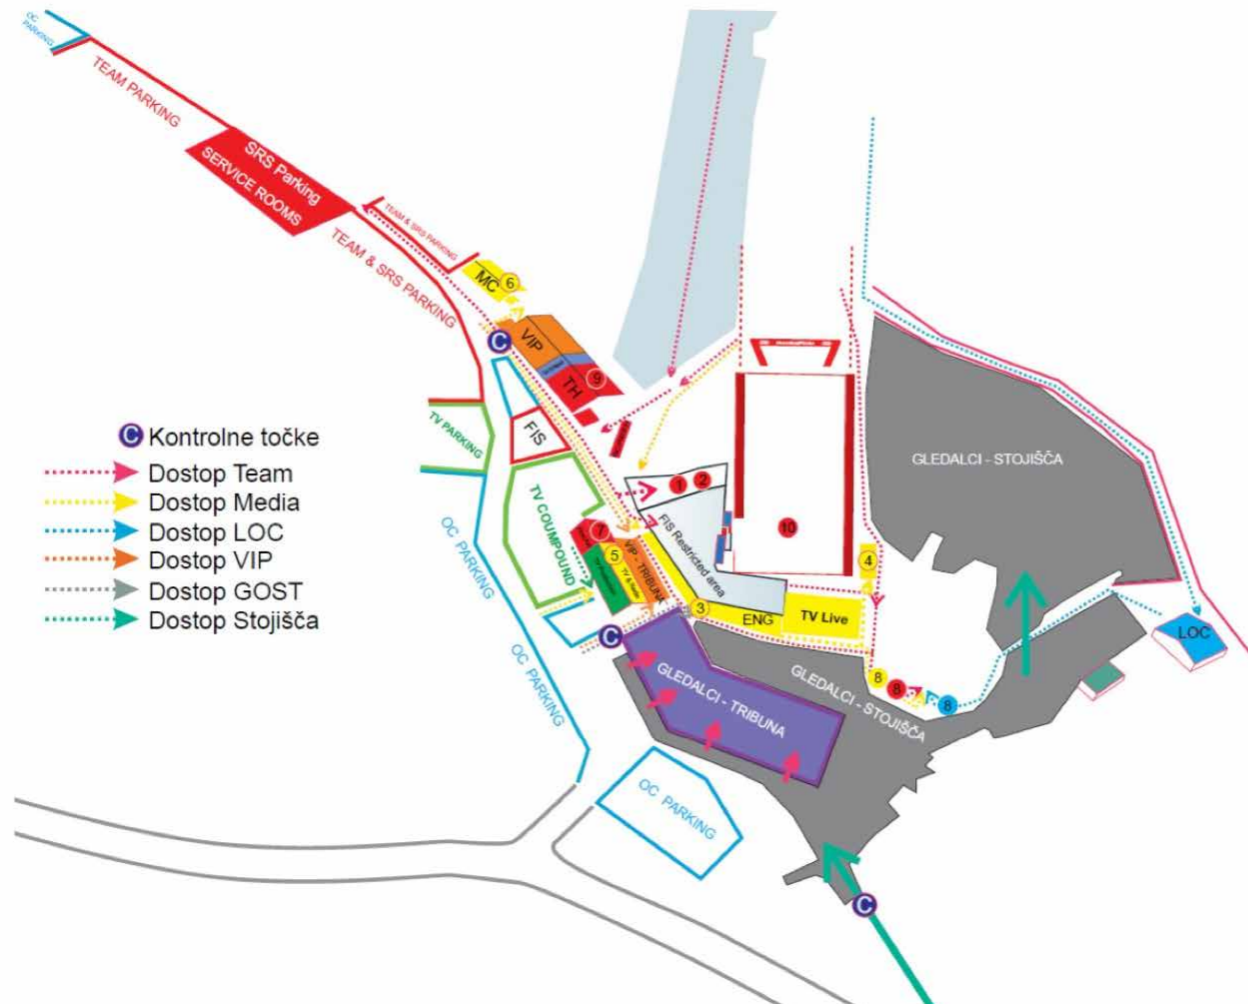 OC
PARKING
TEAM PARKING
SRS Parking
SERVICE ROOMS
TEAM & SRS PARKING
TEAM & SRS PARKING
MC
6
C
VIP
TH
9
FIS
TV PARKING
C Kontrolne točke
Dostop Team
Dostop Media
Dostop LOC
Dostop VIP
Dostop GOST
Dostop Stojišča
GLEDALCI - STOJIŠČA
1
2
10
FIS Restricted area
TV COUMPOUND
OC PARKING
7
5
VIP - TRIBUNA
4
3
ENG
TV Live
C
LOC
GLEDALCI - TRIBUNA
GLEDALCI - STOJIŠČA
8
8
8
OC PARKING
OC PARKING
C